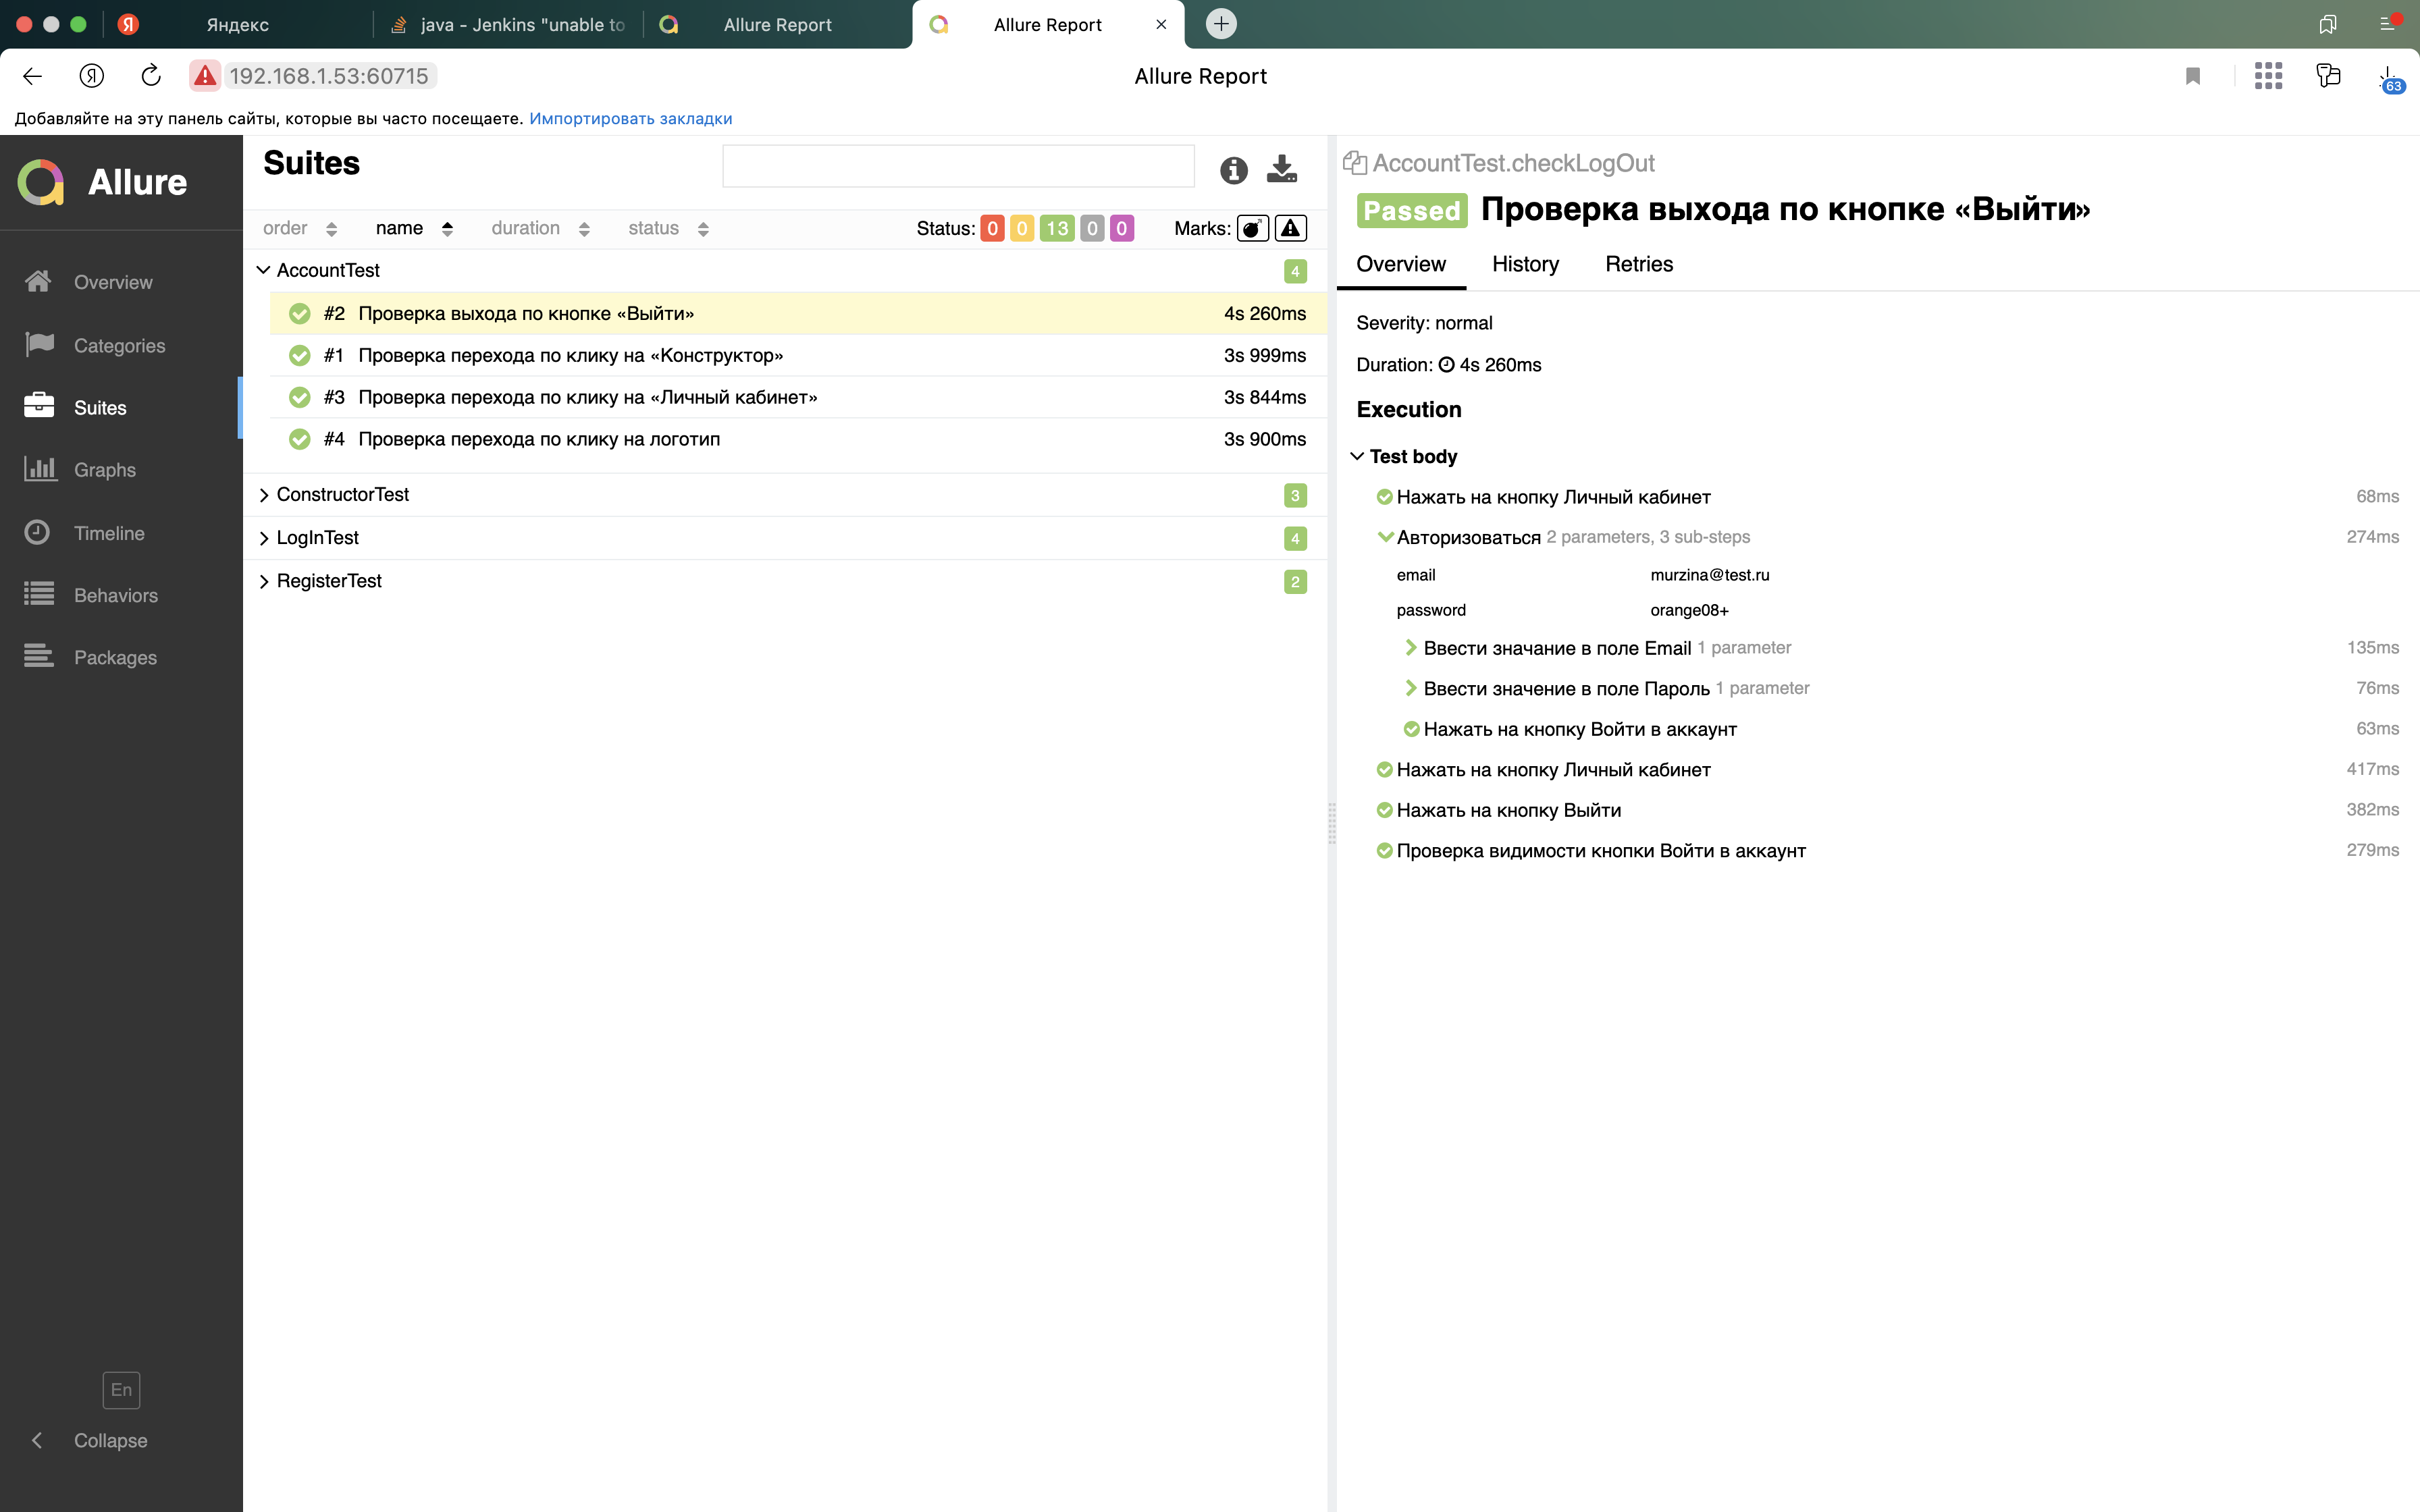 Яндекс
java - Jenkins "unable to
Allure Report
Allure Report
192.168.1.53:60715
Allure Report
63
Добавляйте на эту панель сайты, которые вы часто посещаете. Импортировать закладки
Allure
Overview
Categories
Suites
Graphs
Timeline
Behaviors
Packages
En
Collapse
Suites
order name duration status Status: 0 0 13 0 0 Marks:
AccountTest 4
#2 Проверка выхода по кнопке «Выйти» 4s 260ms
#1 Проверка перехода по клику на «Конструктор» 3s 999ms
#3 Проверка перехода по клику на «Личный кабинет» 3s 844ms
#4 Проверка перехода по клику на логотип 3s 900ms
ConstructorTest 3
LogInTest 4
RegisterTest 2
AccountTest.checkLogOut
Passed Проверка выхода по кнопке «Выйти»
Overview History Retries
Severity: normal
Duration: 4s 260ms
Execution
Test body
Нажать на кнопку Личный кабинет 68ms
Авторизоваться 2 parameters, 3 sub-steps 274ms
email murzina@test.ru
password orange08+
Ввести значание в поле Email 1 parameter 135ms
Ввести значение в поле Пароль 1 parameter 76ms
Нажать на кнопку Войти в аккаунт 63ms
Нажать на кнопку Личный кабинет 417ms
Нажать на кнопку Выйти 382ms
Проверка видимости кнопки Войти в аккаунт 279ms